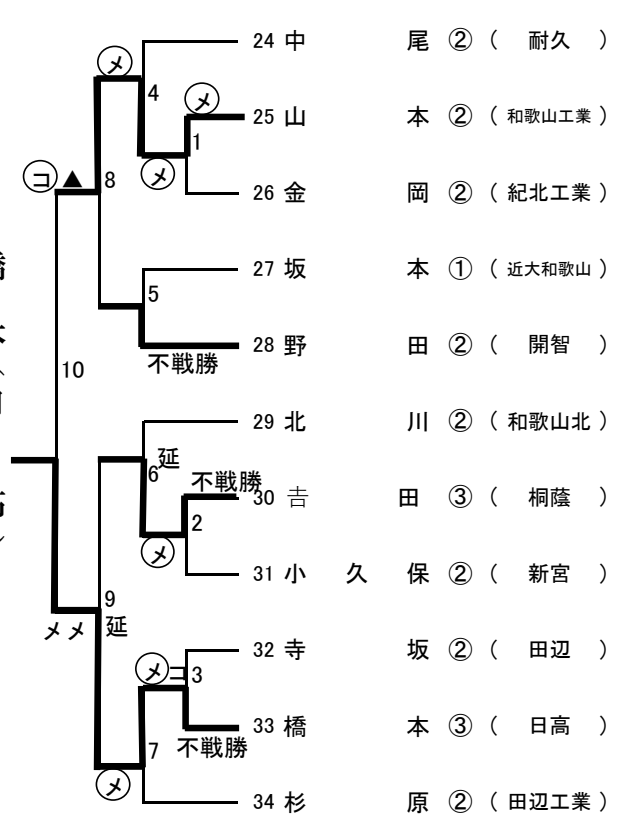 24 中 尾 ② ( 耐久 )
メ
4
メ
25 山 本 ② ( 和歌山工業 )
1
メ
コ ▲
8
26 金 岡 ② ( 紀北工業 )
27 坂 本 ① ( 近大和歌山 )
5
28 野 田 ② ( 開智 )
不戦勝
10
29 北 川 ② ( 和歌山北 )
延
6
不戦勝
30 𠮷 田 ③ ( 桐蔭 )
2
メ
31 小 久 保 ② ( 新宮 )
9
メメ 延
32 寺 坂 ② ( 田辺 )
メコ 3
33 橋 本 ③ ( 日高 )
7 不戦勝
メ
34 杉 原 ② ( 田辺工業 )